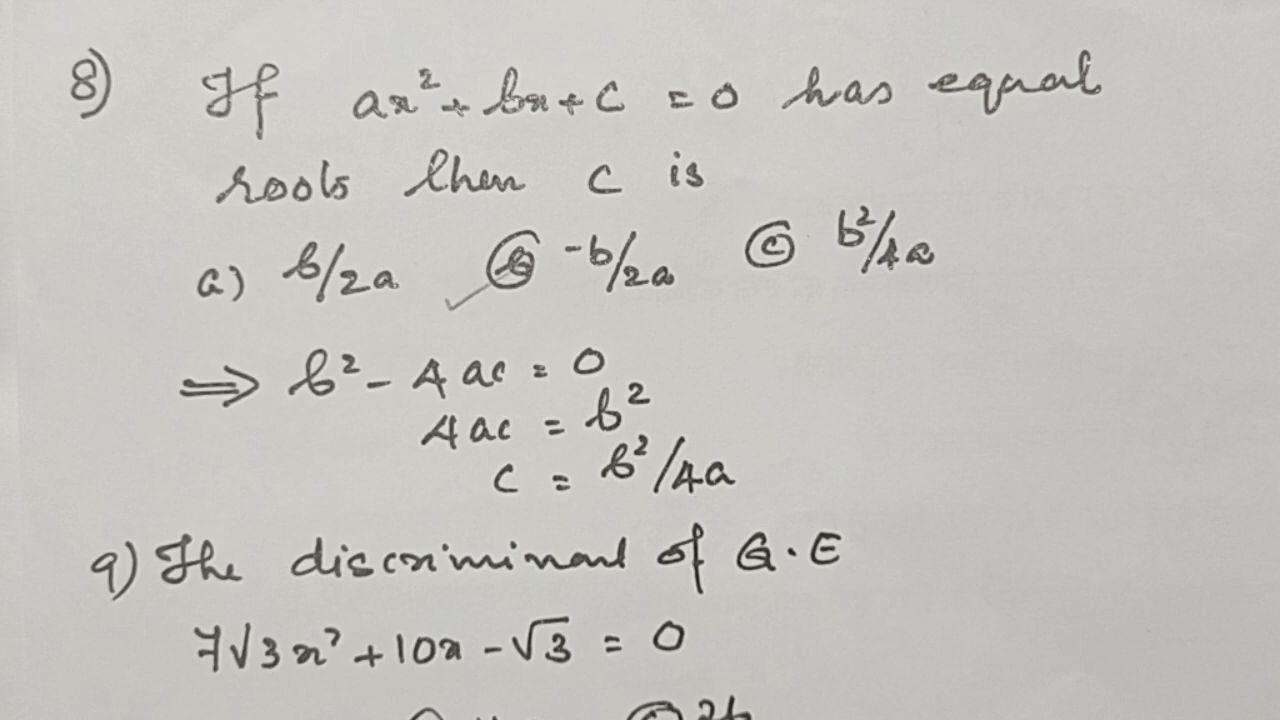 8) If ax² + bx + c = 0 has equal
roots then c is
a) b/2a ⓑ -b/2a ⓒ b²/4a
⇒ b² - 4ac = 0
4ac = b²
c = b²/4a
9) The discriminant of Q.E
7√3x² + 10x - √3 = 0